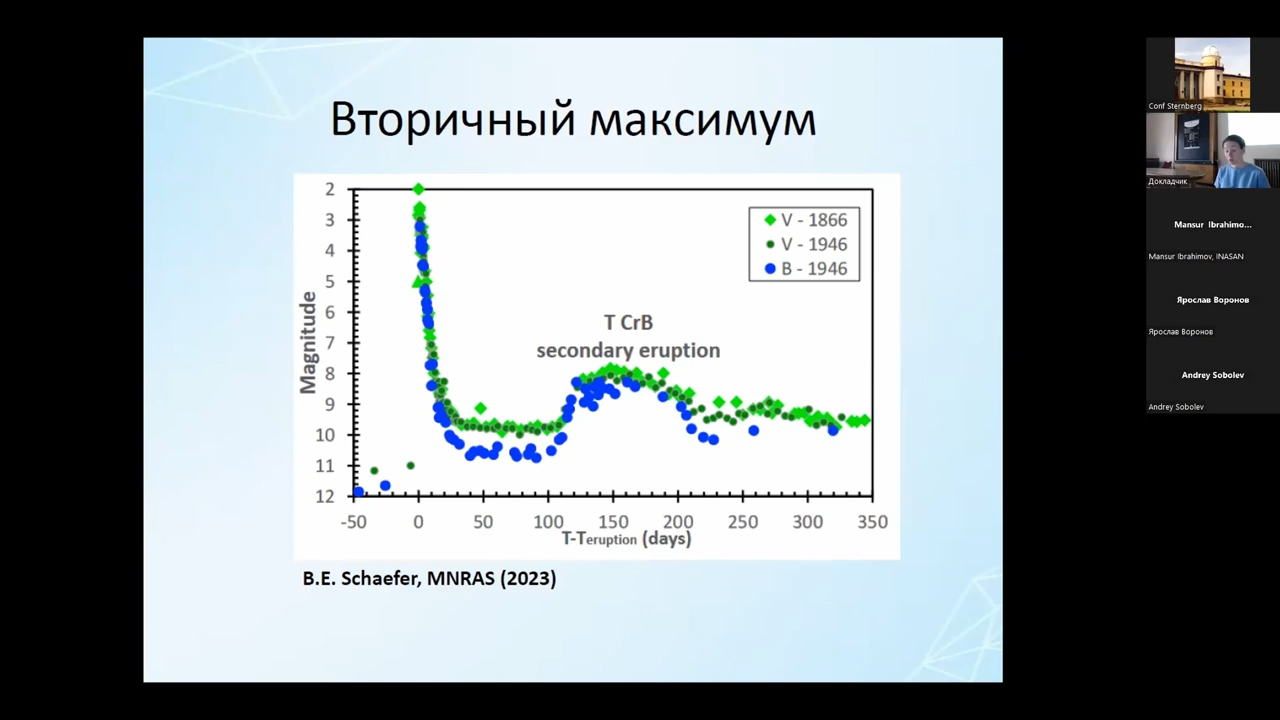 Вторичный максимум
2
3
4
5
6
7
8
9
10
11
12
Magnitude
V - 1866
V - 1946
B - 1946
T CrB
secondary eruption
-50 0 50 100 150 200 250 300 350
T-Teruption (days)
B.E. Schaefer, MNRAS (2023)
Conf Sternberg
Докладчик
Mansur Ibrahimo...
Mansur Ibrahimov, INASAN
Ярослав Воронов
Ярослав Воронов
Andrey Sobolev
Andrey Sobolev